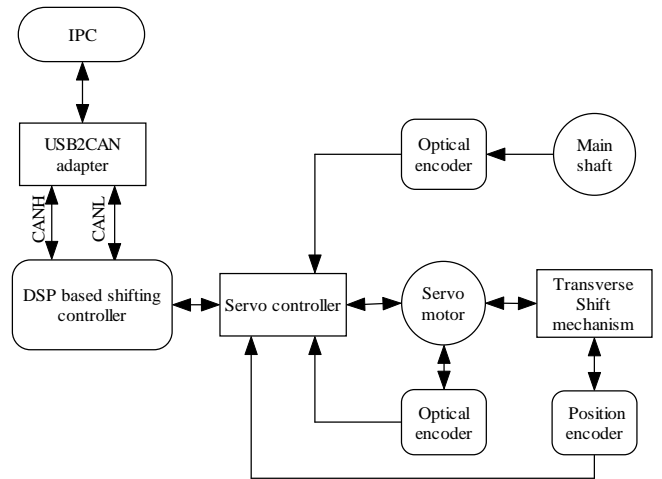 IPC
USB2CAN
adapter
CANH
CANL
DSP based shifting
controller
Optical
encoder
Main
shaft
Servo controller
Servo
motor
Transverse
Shift
mechanism
Optical
encoder
Position
encoder